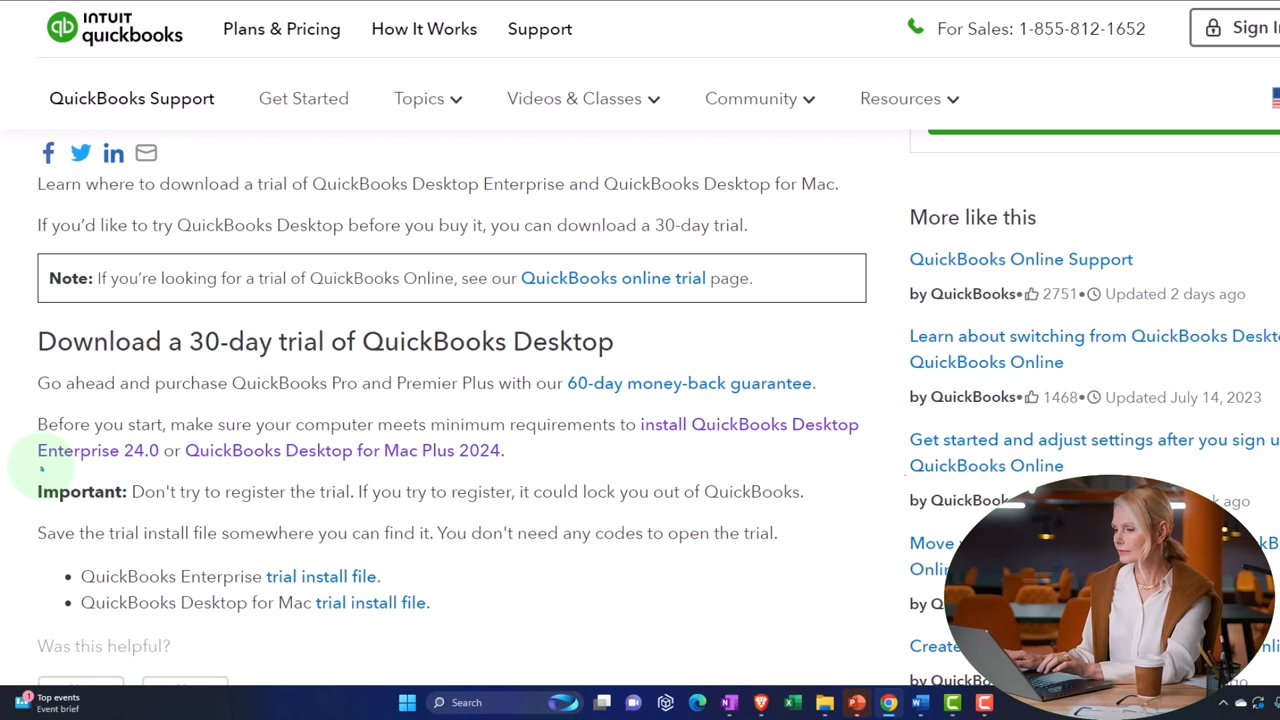 INTUIT
quickbooks
Plans & Pricing
How It Works
Support
For Sales: 1-855-812-1652
Sign I
QuickBooks Support
Get Started
Topics
Videos & Classes
Community
Resources
Learn where to download a trial of QuickBooks Desktop Enterprise and QuickBooks Desktop for Mac.
If you'd like to try QuickBooks Desktop before you buy it, you can download a 30-day trial.
Note: If you're looking for a trial of QuickBooks Online, see our QuickBooks online trial page.
Download a 30-day trial of QuickBooks Desktop
Go ahead and purchase QuickBooks Pro and Premier Plus with our 60-day money-back guarantee.
Before you start, make sure your computer meets minimum requirements to install QuickBooks Desktop
Enterprise 24.0 or QuickBooks Desktop for Mac Plus 2024.
Important: Don't try to register the trial. If you try to register, it could lock you out of QuickBooks.
Save the trial install file somewhere you can find it. You don't need any codes to open the trial.
• QuickBooks Enterprise trial install file.
• QuickBooks Desktop for Mac trial install file.
Was this helpful?
More like this
QuickBooks Online Support
by QuickBooks• 2751• Updated 2 days ago
Learn about switching from QuickBooks Deskto
QuickBooks Online
by QuickBooks• 1468• Updated July 14, 2023
Get started and adjust settings after you sign u
QuickBooks Online
by QuickBook
ago
Move
Onli
by Q
Create
by Q
1
Top events
Event brief
Search